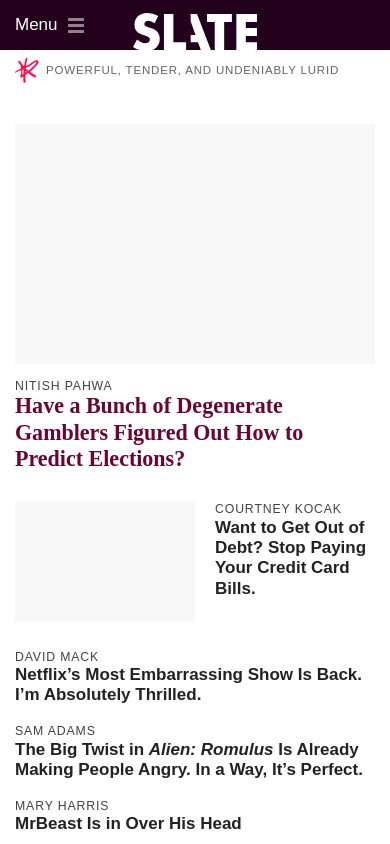 Menu
SLATE
POWERFUL, TENDER, AND UNDENIABLY LURID
NITISH PAHWA
Have a Bunch of Degenerate
Gamblers Figured Out How to
Predict Elections?
COURTNEY KOCAK
Want to Get Out of
Debt? Stop Paying
Your Credit Card
Bills.
DAVID MACK
Netflix’s Most Embarrassing Show Is Back.
I’m Absolutely Thrilled.
SAM ADAMS
The Big Twist in Alien: Romulus Is Already
Making People Angry. In a Way, It’s Perfect.
MARY HARRIS
MrBeast Is in Over His Head